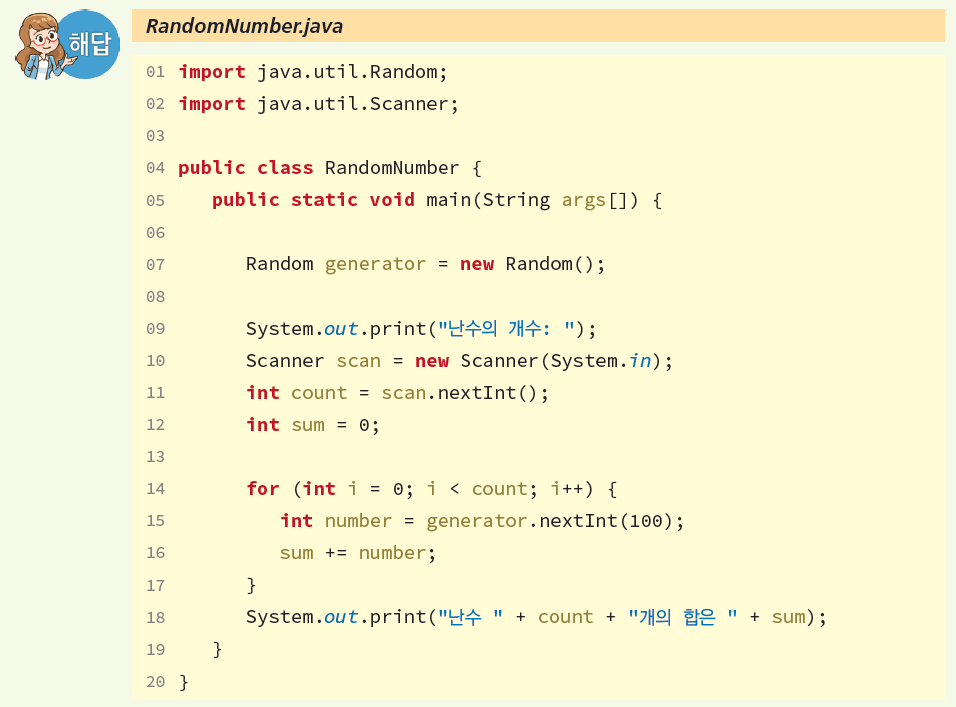 해답
RandomNumber.java
01 import java.util.Random;
02 import java.util.Scanner;
03
04 public class RandomNumber {
05    public static void main(String args[]) {
06
07       Random generator = new Random();
08
09       System.out.print("난수의 개수: ");
10       Scanner scan = new Scanner(System.in);
11       int count = scan.nextInt();
12       int sum = 0;
13
14       for (int i = 0; i < count; i++) {
15          int number = generator.nextInt(100);
16          sum += number;
17       }
18       System.out.print("난수 " + count + "개의 합은 " + sum);
19    }
20 }